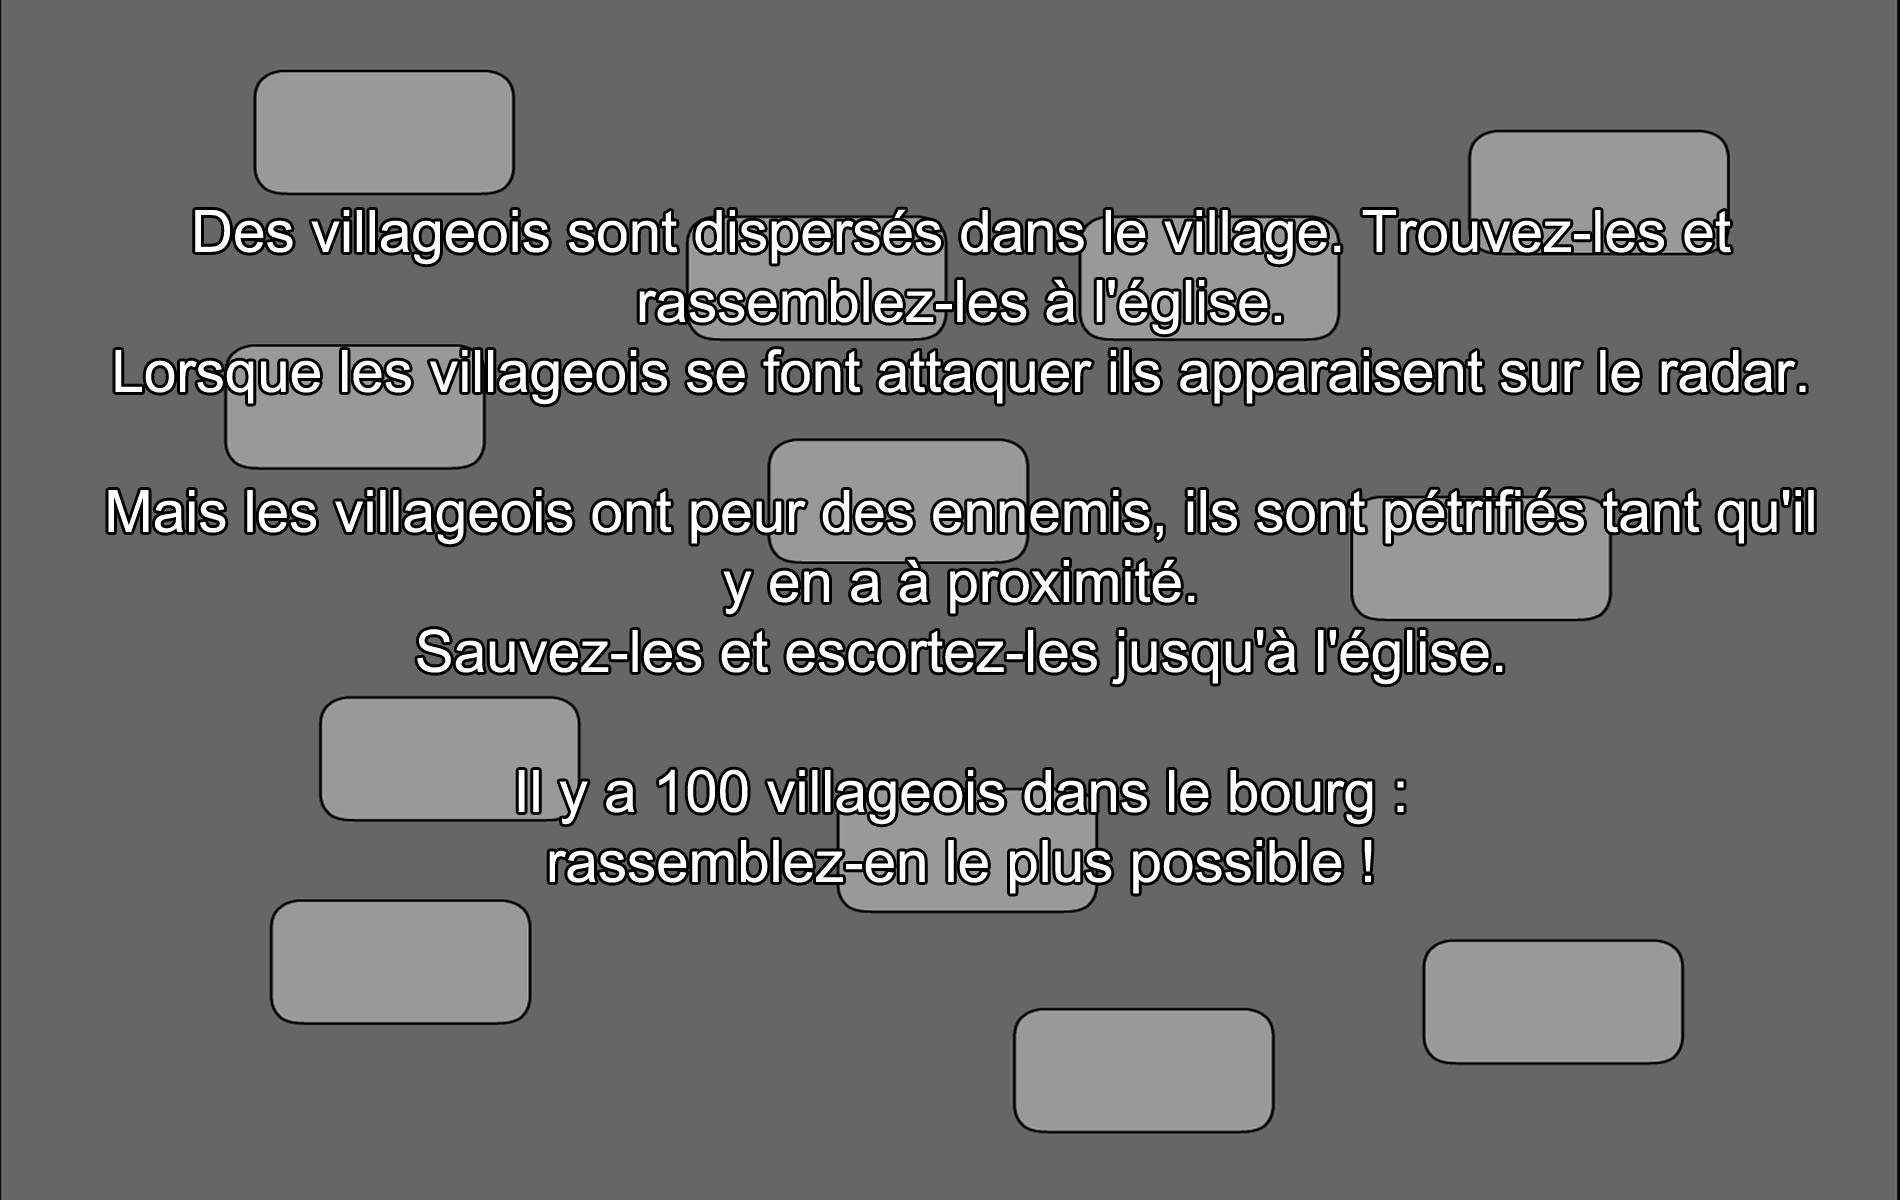 Des villageois sont dispersés dans le village. Trouvez-les et
rassemblez-les à l'église.
Lorsque les villageois se font attaquer ils apparaisent sur le radar.
Mais les villageois ont peur des ennemis, ils sont pétrifiés tant qu'il
y en a à proximité.
Sauvez-les et escortez-les jusqu'à l'église.
Il y a 100 villageois dans le bourg :
rassemblez-en le plus possible !